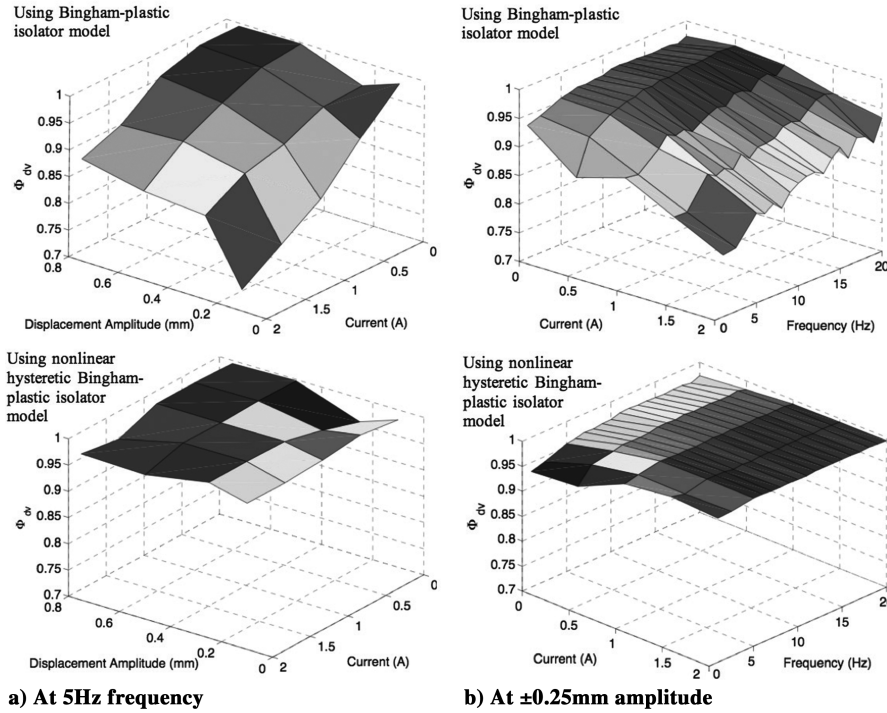 Using Bingham-plastic
isolator model
1
0.95
0.9
0.85
0.8
0.75
0.7
Φ dv
0.8
0.6
0.4
0.2
0
Displacement Amplitude (mm)
2
1.5
1
0.5
0
Current (A)
Using Bingham-plastic
isolator model
1
0.95
0.9
0.85
0.8
0.75
0.7
Φ dv
0
0.5
1
1.5
2
Current (A)
0
5
10
15
20
Frequency (Hz)
Using nonlinear
hysteretic Bingham-
plastic isolator
model
1
0.95
0.9
0.85
0.8
0.75
0.7
Φ dv
0.8
0.6
0.4
0.2
0
Displacement Amplitude (mm)
2
1.5
1
0.5
0
Current (A)
Using nonlinear
hysteretic Bingham-
plastic isolator
model
1
0.95
0.9
0.85
0.8
0.75
0.7
Φ dv
0
0.5
1
1.5
2
Current (A)
0
5
10
15
20
Frequency (Hz)
a) At 5Hz frequency
b) At ±0.25mm amplitude